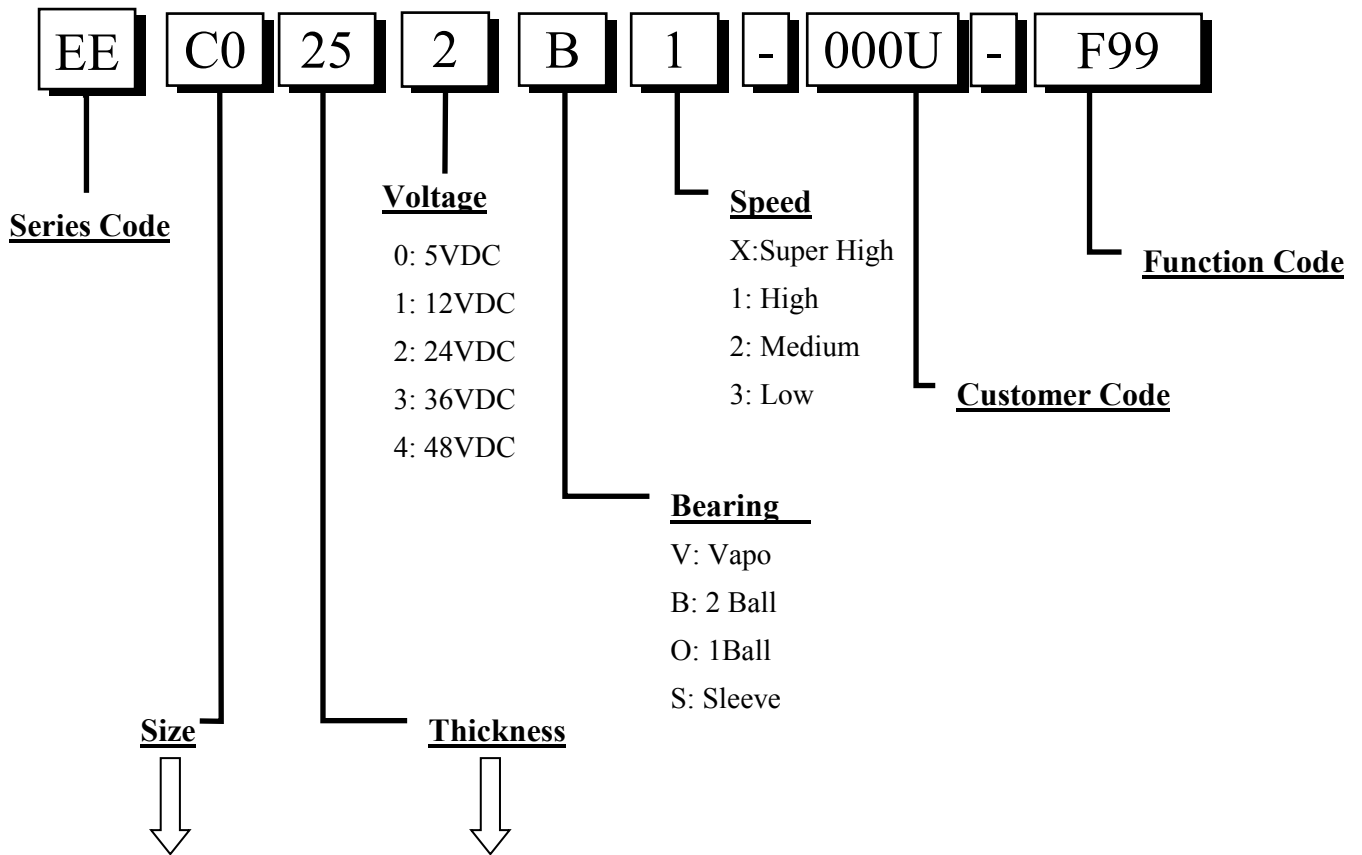 EE C0 25 2 B 1 - 000U - F99
Series Code
Voltage
0: 5VDC
1: 12VDC
2: 24VDC
3: 36VDC
4: 48VDC
Speed
X:Super High
1: High
2: Medium
3: Low
Function Code
Customer Code
Bearing
V: Vapo
B: 2 Ball
O: 1Ball
S: Sleeve
Size
Thickness